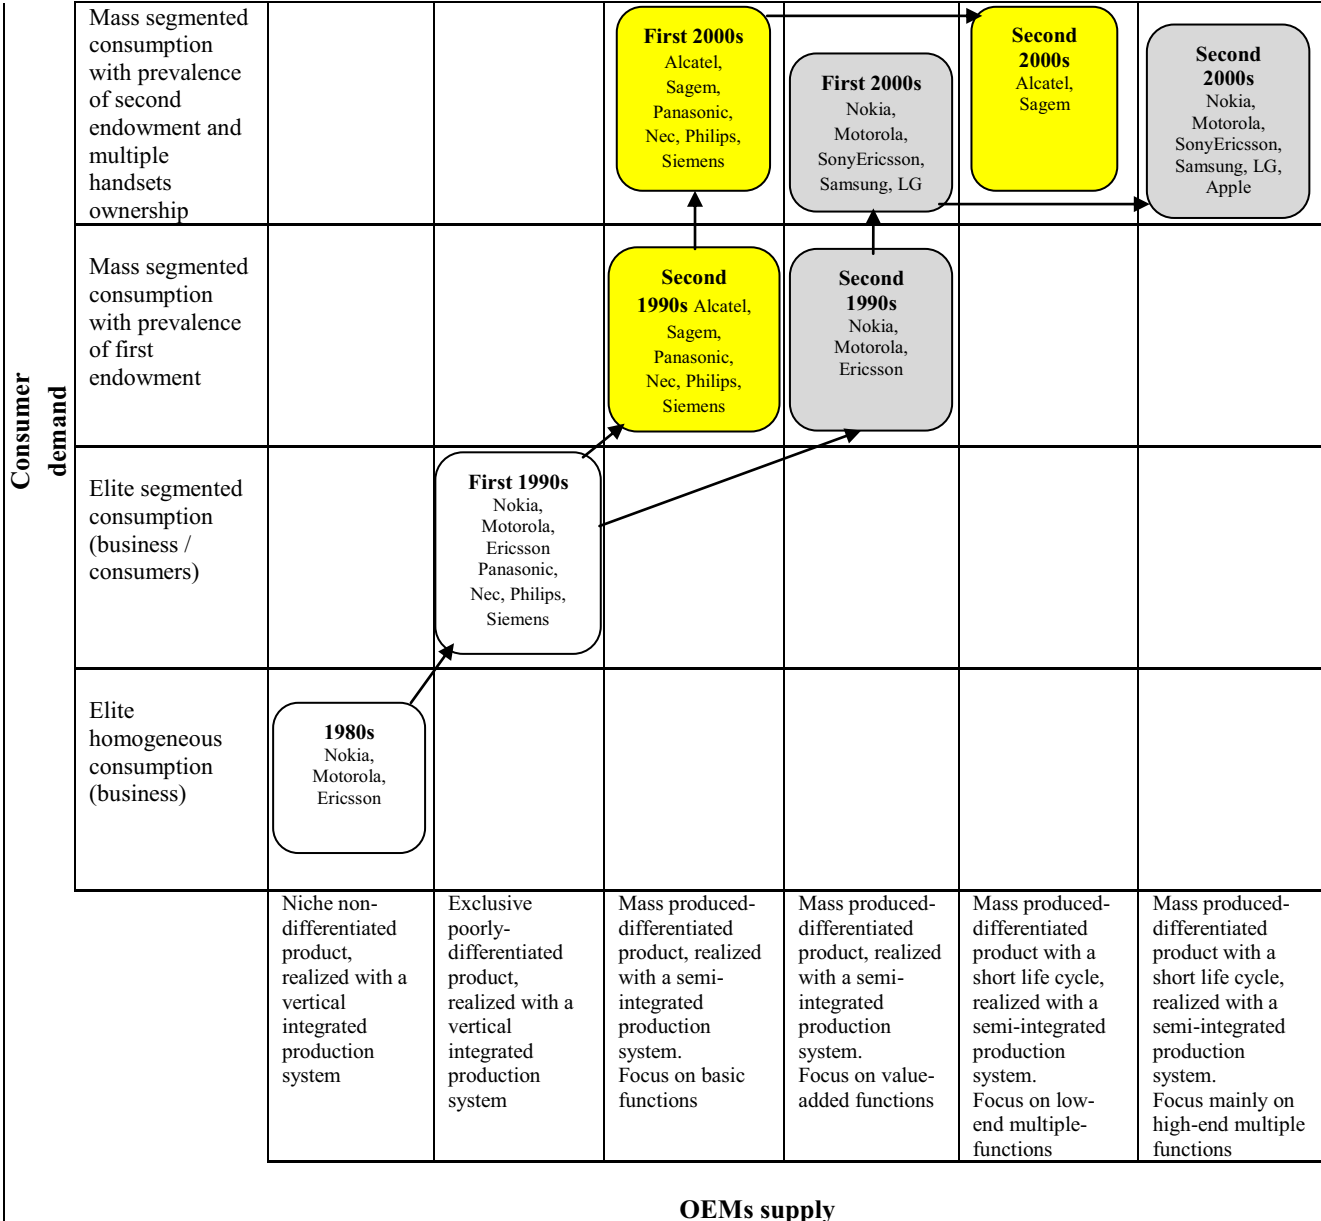 Mass segmented
consumption
with prevalence
of second
endowment and
multiple
handsets
ownership
First 2000s
Alcatel,
Sagem,
Panasonic,
Nec, Philips,
Siemens
First 2000s
Nokia,
Motorola,
SonyEricsson,
Samsung, LG
Second
2000s
Alcatel,
Sagem
Second
2000s
Nokia,
Motorola,
SonyEricsson,
Samsung, LG,
Apple
Mass segmented
consumption
with prevalence
of first
endowment
Second
1990s Alcatel,
Sagem,
Panasonic,
Nec, Philips,
Siemens
Second
1990s
Nokia,
Motorola,
Ericsson
Consumer
demand
Elite segmented
consumption
(business /
consumers)
First 1990s
Nokia,
Motorola,
Ericsson
Panasonic,
Nec, Philips,
Siemens
Elite
homogeneous
consumption
(business)
1980s
Nokia,
Motorola,
Ericsson
Niche non-
differentiated
product,
realized with a
vertical
integrated
production
system
Exclusive
poorly-
differentiated
product,
realized with a
vertical
integrated
production
system
Mass produced-
differentiated
product, realized
with a semi-
integrated
production
system.
Focus on basic
functions
Mass produced-
differentiated
product, realized
with a semi-
integrated
production
system.
Focus on value-
added functions
Mass produced-
differentiated
product with a
short life cycle,
realized with a
semi-integrated
production
system.
Focus on low-
end multiple-
functions
Mass produced-
differentiated
product with a
short life cycle,
realized with a
semi-integrated
production
system.
Focus mainly on
high-end multiple
functions
OEMs supply